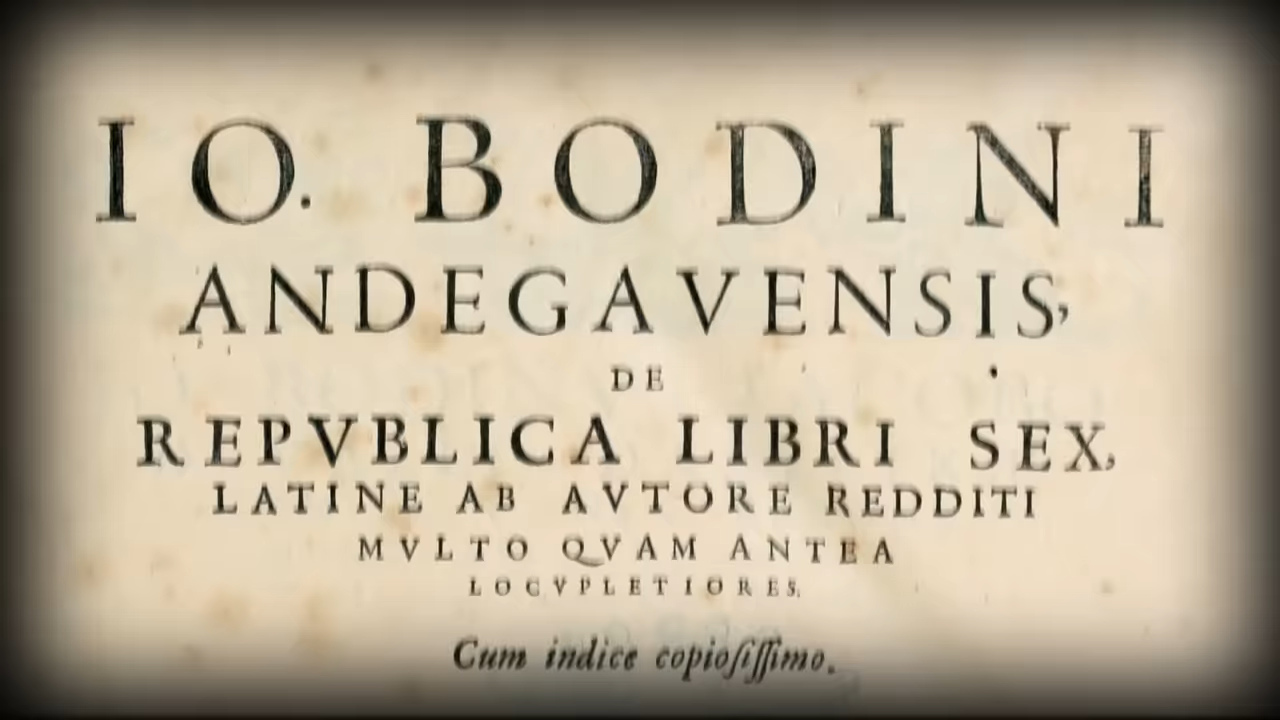 IO. BODINI
ANDEGAVENSIS,
DE
REPVBLICA LIBRI SEX,
LATINE AB AVTORE REDDITI
MVLTO QVAM ANTEA
LOCVPLETIORES.
Cum indice copioſiſſimo.